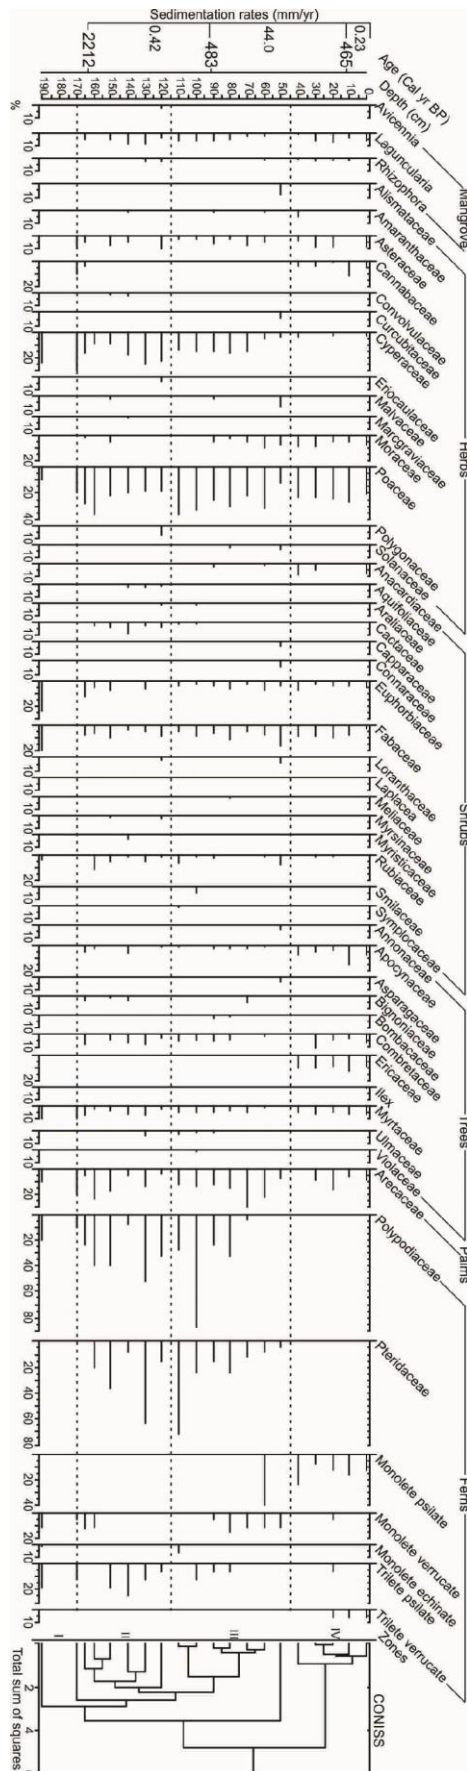 Sedimentation rates (mm/yr)
0.23
44.0
0.42
465
483
2212
Age (Cal yr BP)
Depth (cm)
0
10
20
30
40
50
60
70
80
90
100
110
120
130
140
150
160
170
180
190
%
Mangrove
Herbs
Shrubs
Trees
Palms
Ferns
Avicennia
Laguncularia
Rhizophora
Alismataceae
Amaranthaceae
Asteraceae
Cannabaceae
Convolvulaceae
Curcubitaceae
Cyperaceae
Eriocaulaceae
Malvaceae
Marcgraviaceae
Moraceae
Poaceae
Polygonaceae
Solanaceae
Anacardiaceae
Aquifoliaceae
Araliaceae
Cactaceae
Capparaceae
Connaraceae
Euphorbiaceae
Fabaceae
Loranthaceae
Laplacea
Meliaceae
Myrsinaceae
Myristicaceae
Rubiaceae
Smilaceae
Symplocaceae
Annonaceae
Apocynaceae
Asparagaceae
Bignoniaceae
Bombacaceae
Combretaceae
Ericaceae
Ilex
Myrtaceae
Ulmaceae
Violaceae
Arecaceae
Polypodiaceae
Pteridaceae
Monolete psilate
Monolete verrucate
Monolete echinate
Trilete psilate
Trilete verrucate
Zones
IV
III
II
I
CONISS
2
4
Total sum of squares